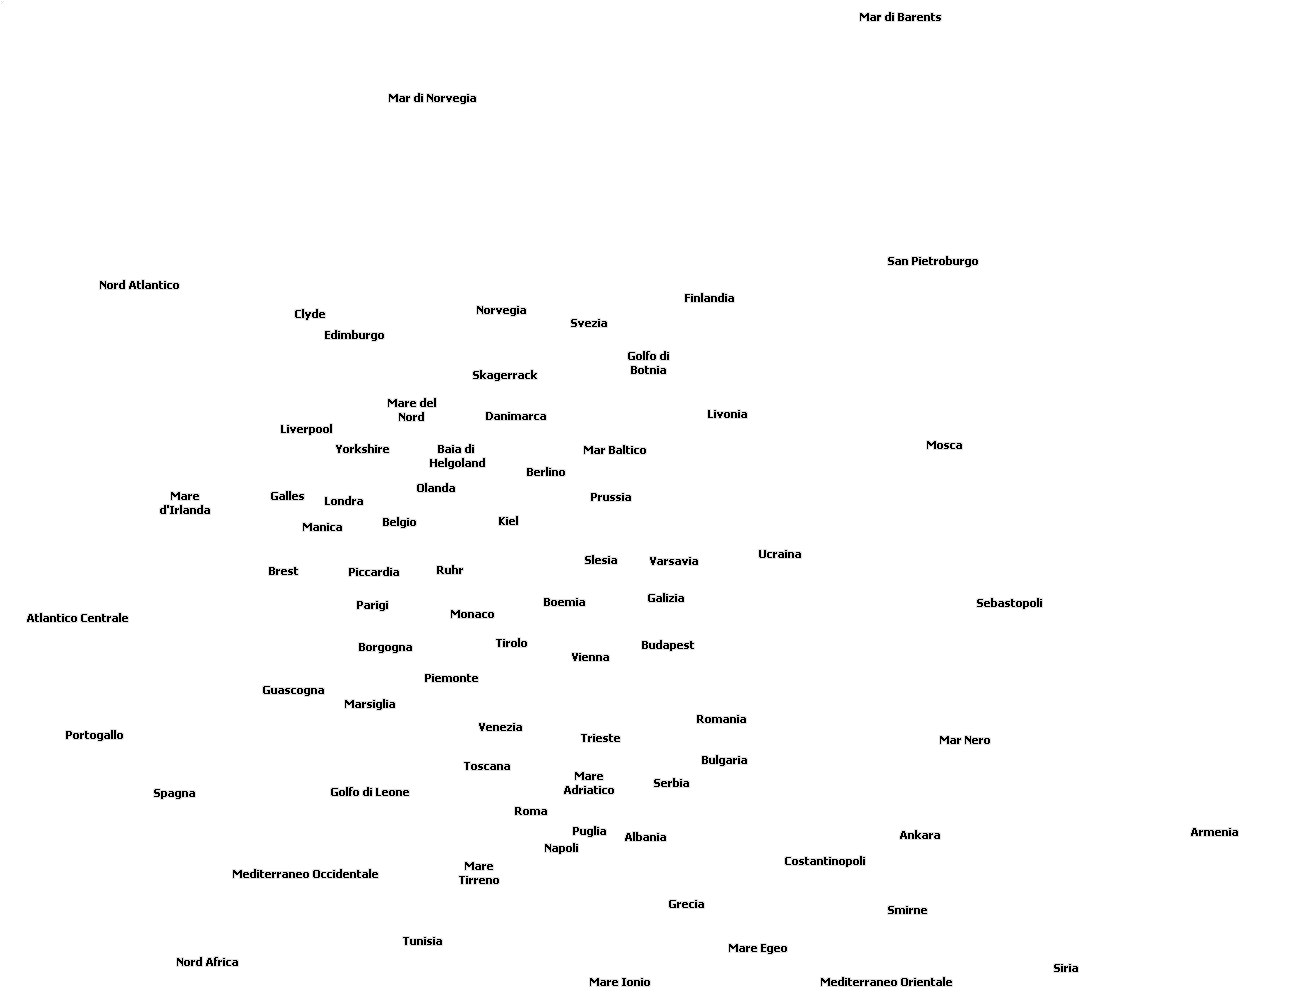 Mar di Barents
Mar di Norvegia
San Pietroburgo
Nord Atlantico
Finlandia
Norvegia
Clyde
Svezia
Edimburgo
Golfo di
Botnia
Skagerrack
Mare del
Nord
Danimarca
Livonia
Liverpool
Mosca
Yorkshire
Baia di
Helgoland
Mar Baltico
Berlino
Olanda
Mare
d'Irlanda
Galles
Londra
Prussia
Manica
Belgio
Kiel
Ucraina
Slesia
Varsavia
Brest
Piccardia
Ruhr
Parigi
Boemia
Galizia
Sebastopoli
Atlantico Centrale
Monaco
Borgogna
Tirolo
Vienna
Budapest
Piemonte
Guascogna
Marsiglia
Romania
Portogallo
Venezia
Trieste
Mar Nero
Bulgaria
Toscana
Mare
Adriatico
Serbia
Spagna
Golfo di Leone
Roma
Puglia
Albania
Ankara
Armenia
Napoli
Costantinopoli
Mediterraneo Occidentale
Mare
Tirreno
Grecia
Smirne
Tunisia
Mare Egeo
Nord Africa
Siria
Mare Ionio
Mediterraneo Orientale